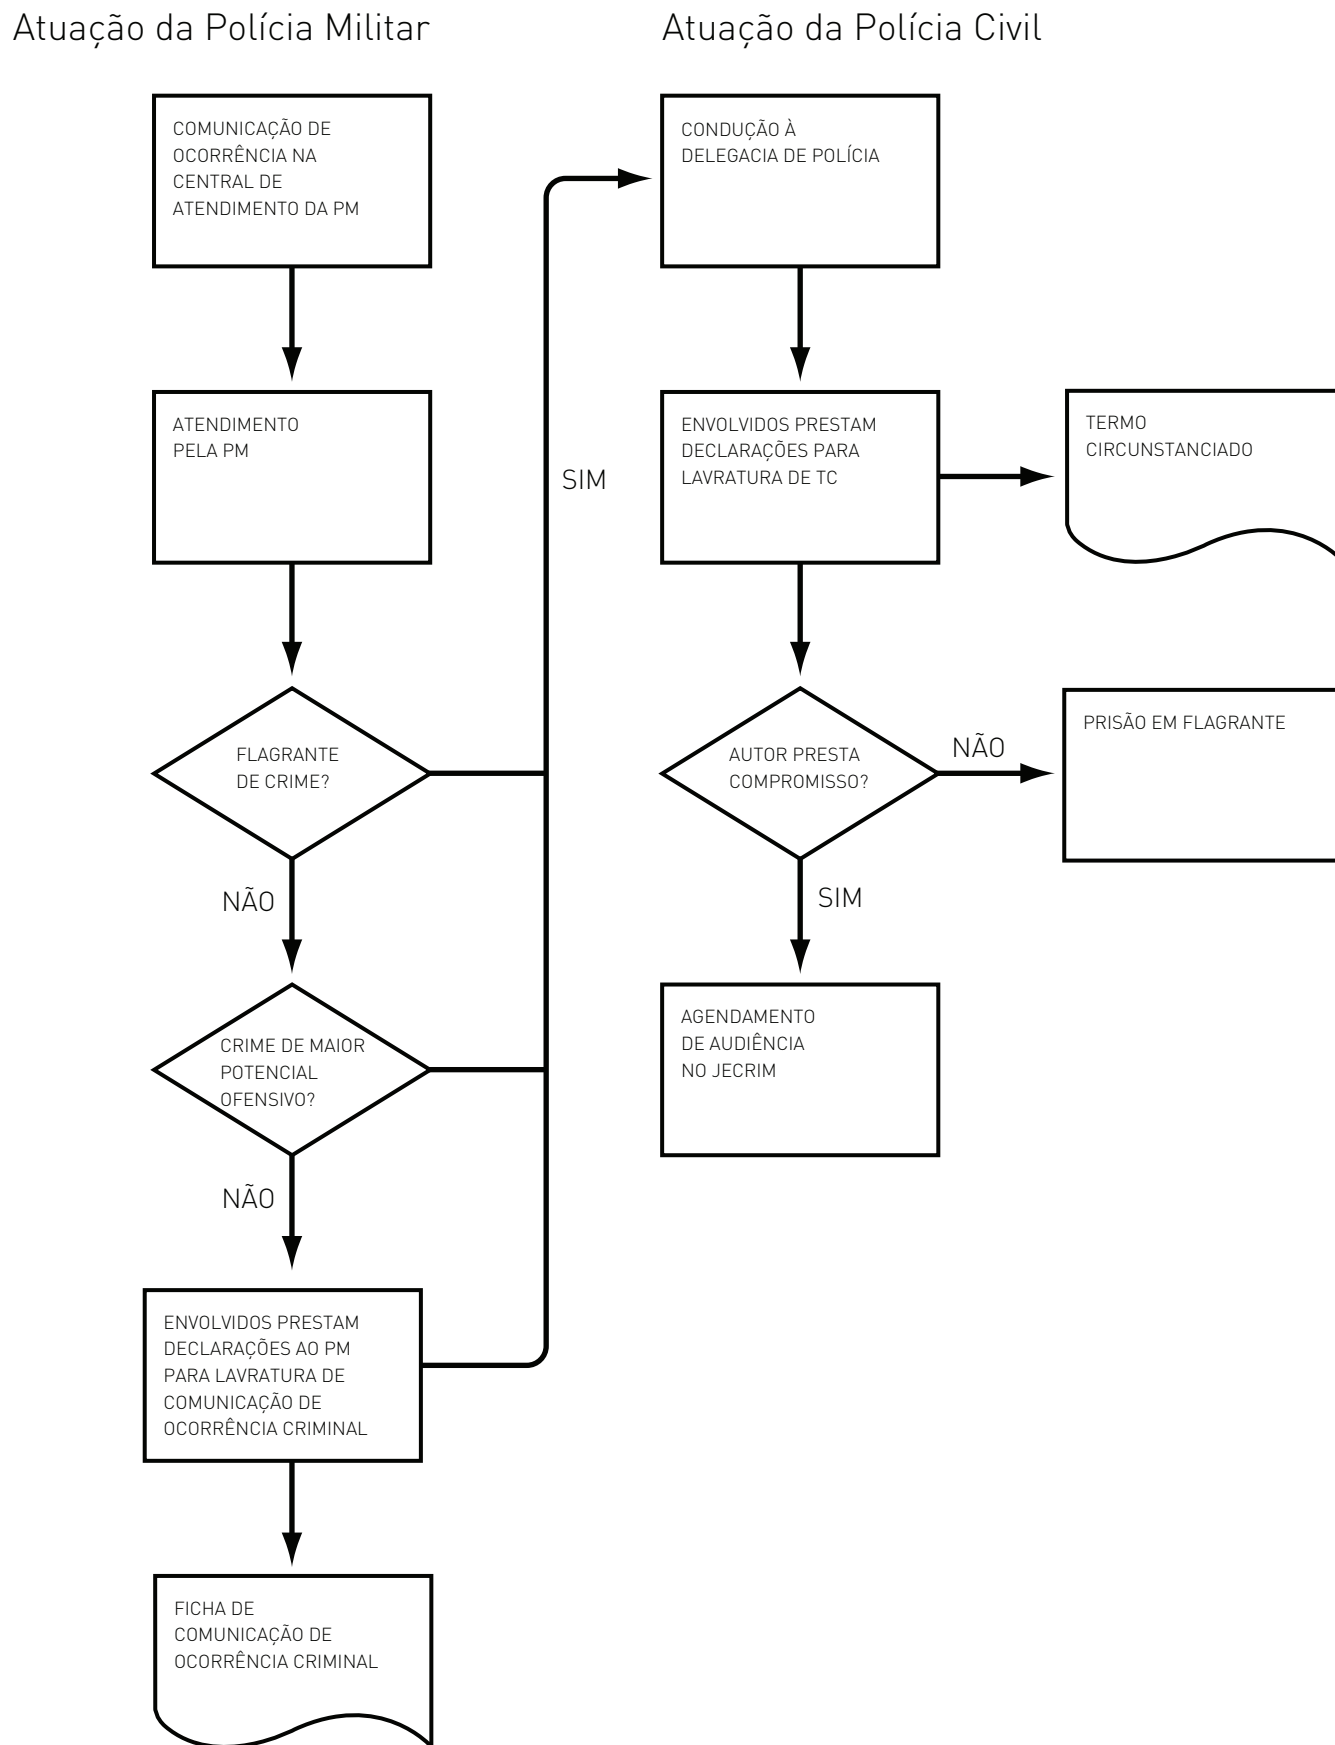 Atuação da Polícia Militar
COMUNICAÇÃO DE
OCORRÊNCIA NA
CENTRAL DE
ATENDIMENTO DA PM
ATENDIMENTO
PELA PM
FLAGRANTE
DE CRIME?
NÃO
CRIME DE MAIOR
POTENCIAL
OFENSIVO?
NÃO
ENVOLVIDOS PRESTAM
DECLARAÇÕES AO PM
PARA LAVRATURA DE
COMUNICAÇÃO DE
OCORRÊNCIA CRIMINAL
FICHA DE
COMUNICAÇÃO DE
OCORRÊNCIA CRIMINAL
SIM
Atuação da Polícia Civil
CONDUÇÃO À
DELEGACIA DE POLÍCIA
ENVOLVIDOS PRESTAM
DECLARAÇÕES PARA
LAVRATURA DE TC
TERMO
CIRCUNSTANCIADO
AUTOR PRESTA
COMPROMISSO?
NÃO
PRISÃO EM FLAGRANTE
SIM
AGENDAMENTO
DE AUDIÊNCIA
NO JECRIM